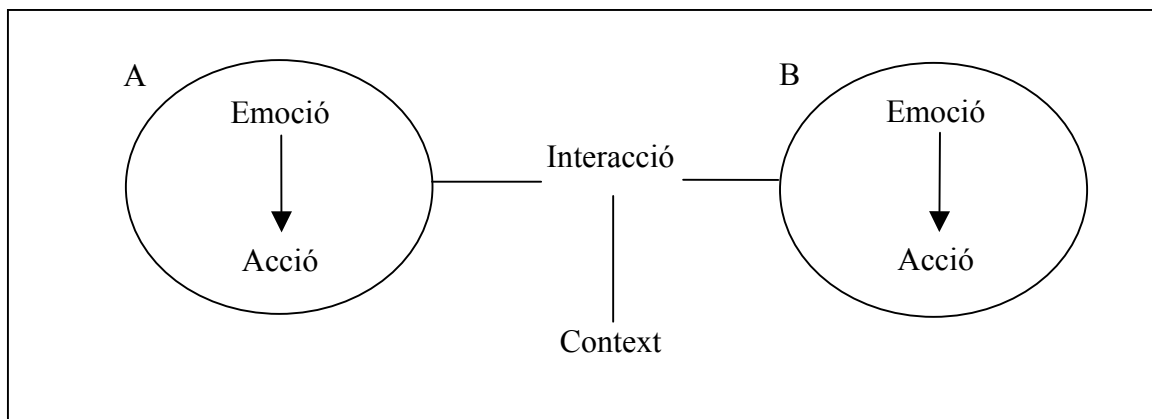 A
Emoció
Acció
Interacció
Context
B
Emoció
Acció